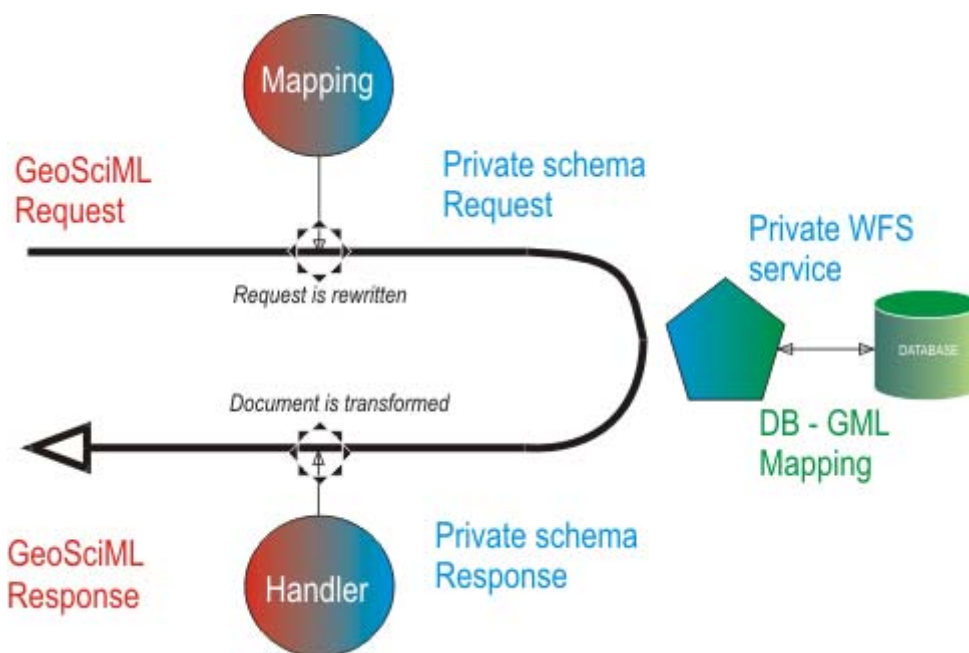 Mapping
GeoSciML
Request
Private schema
Request
Private WFS
service
Request is rewritten
DATABASE
Document is transformed
DB - GML
Mapping
GeoSciML
Response
Handler
Private schema
Response